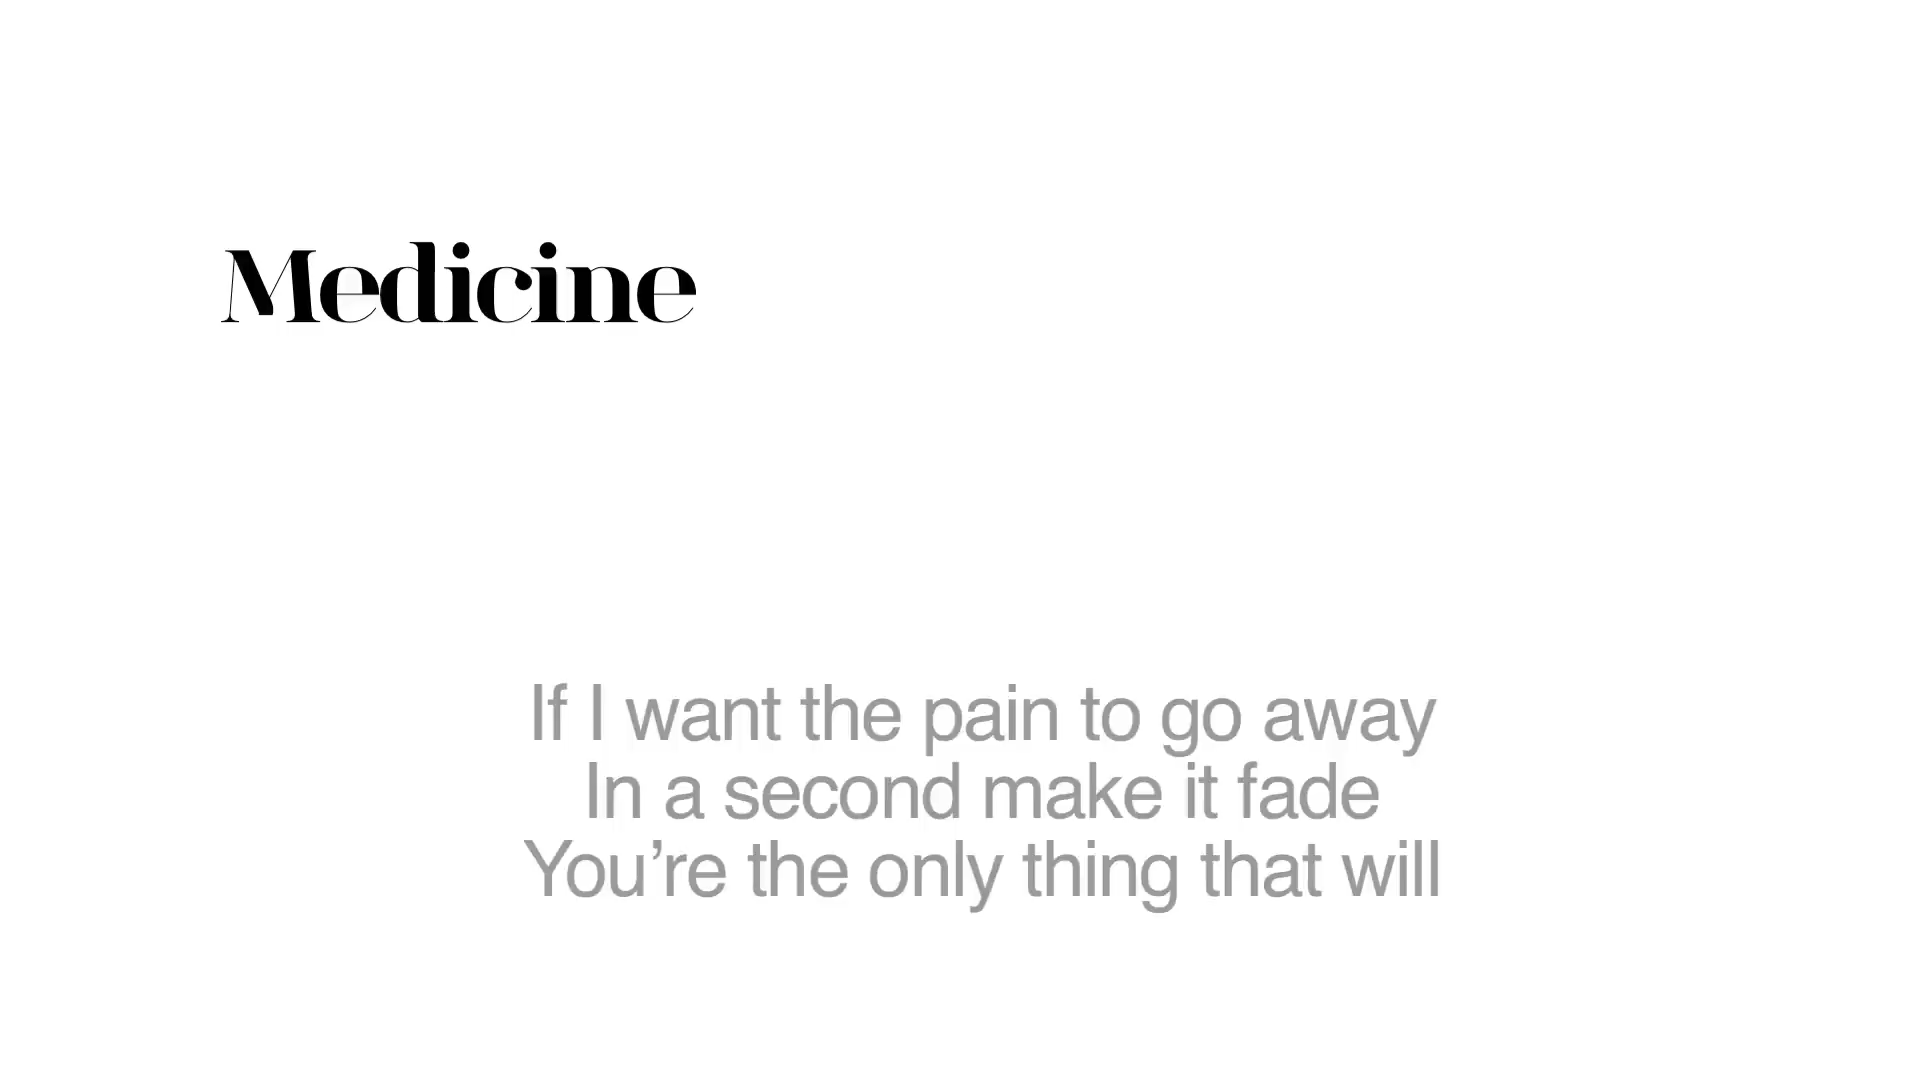 Medicine
If I want the pain to go away
In a second make it fade
You’re the only thing that will